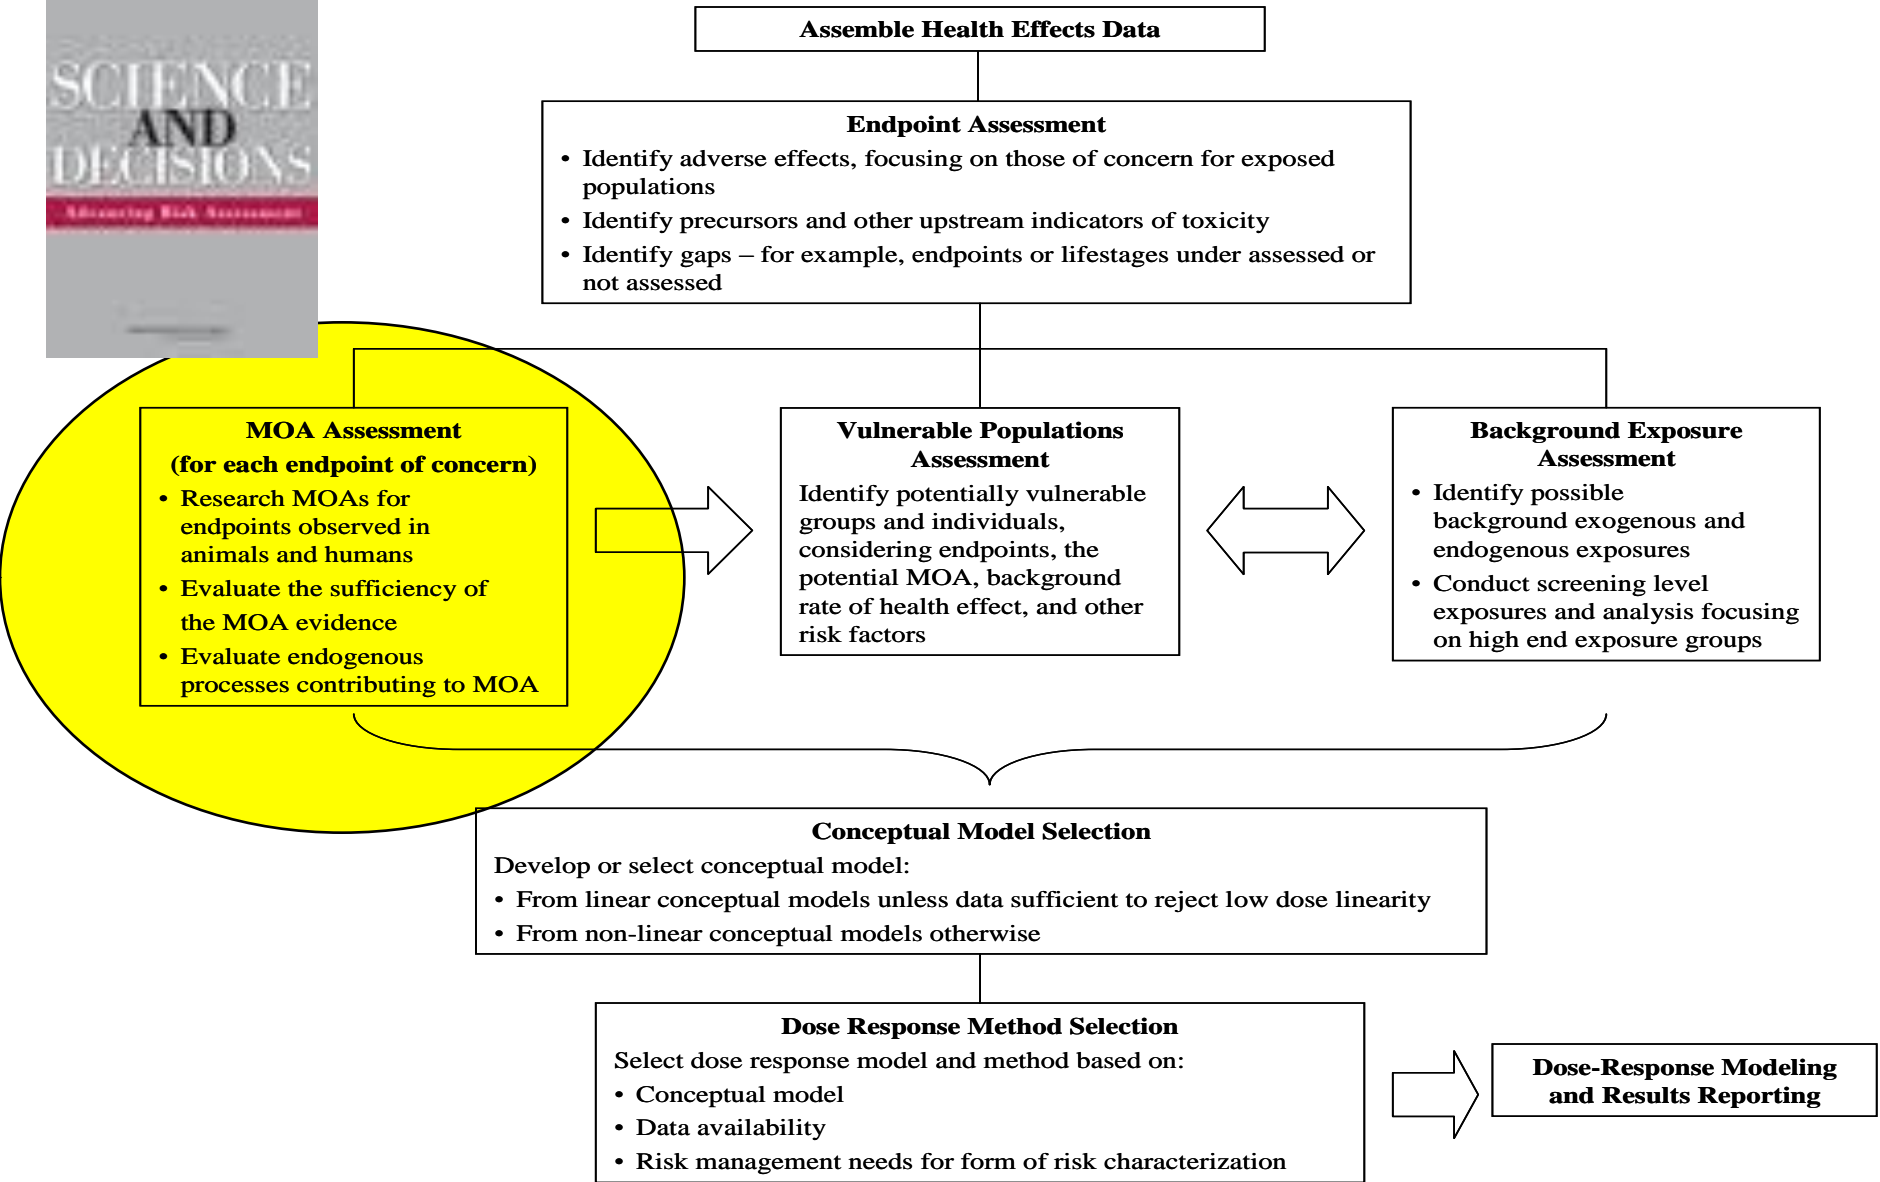 SCIENCE
AND
DECISIONS
Advancing Risk Assessment
Assemble Health Effects Data
Endpoint Assessment
• Identify adverse effects, focusing on those of concern for exposed
populations
• Identify precursors and other upstream indicators of toxicity
• Identify gaps – for example, endpoints or lifestages under assessed or
not assessed
MOA Assessment
(for each endpoint of concern)
• Research MOAs for
endpoints observed in
animals and humans
• Evaluate the sufficiency of
the MOA evidence
• Evaluate endogenous
processes contributing to MOA
Vulnerable Populations
Assessment
Identify potentially vulnerable
groups and individuals,
considering endpoints, the
potential MOA, background
rate of health effect, and other
risk factors
Background Exposure
Assessment
• Identify possible
background exogenous and
endogenous exposures
• Conduct screening level
exposures and analysis focusing
on high end exposure groups
Conceptual Model Selection
Develop or select conceptual model:
• From linear conceptual models unless data sufficient to reject low dose linearity
• From non-linear conceptual models otherwise
Dose Response Method Selection
Select dose response model and method based on:
• Conceptual model
• Data availability
• Risk management needs for form of risk characterization
Dose-Response Modeling
and Results Reporting